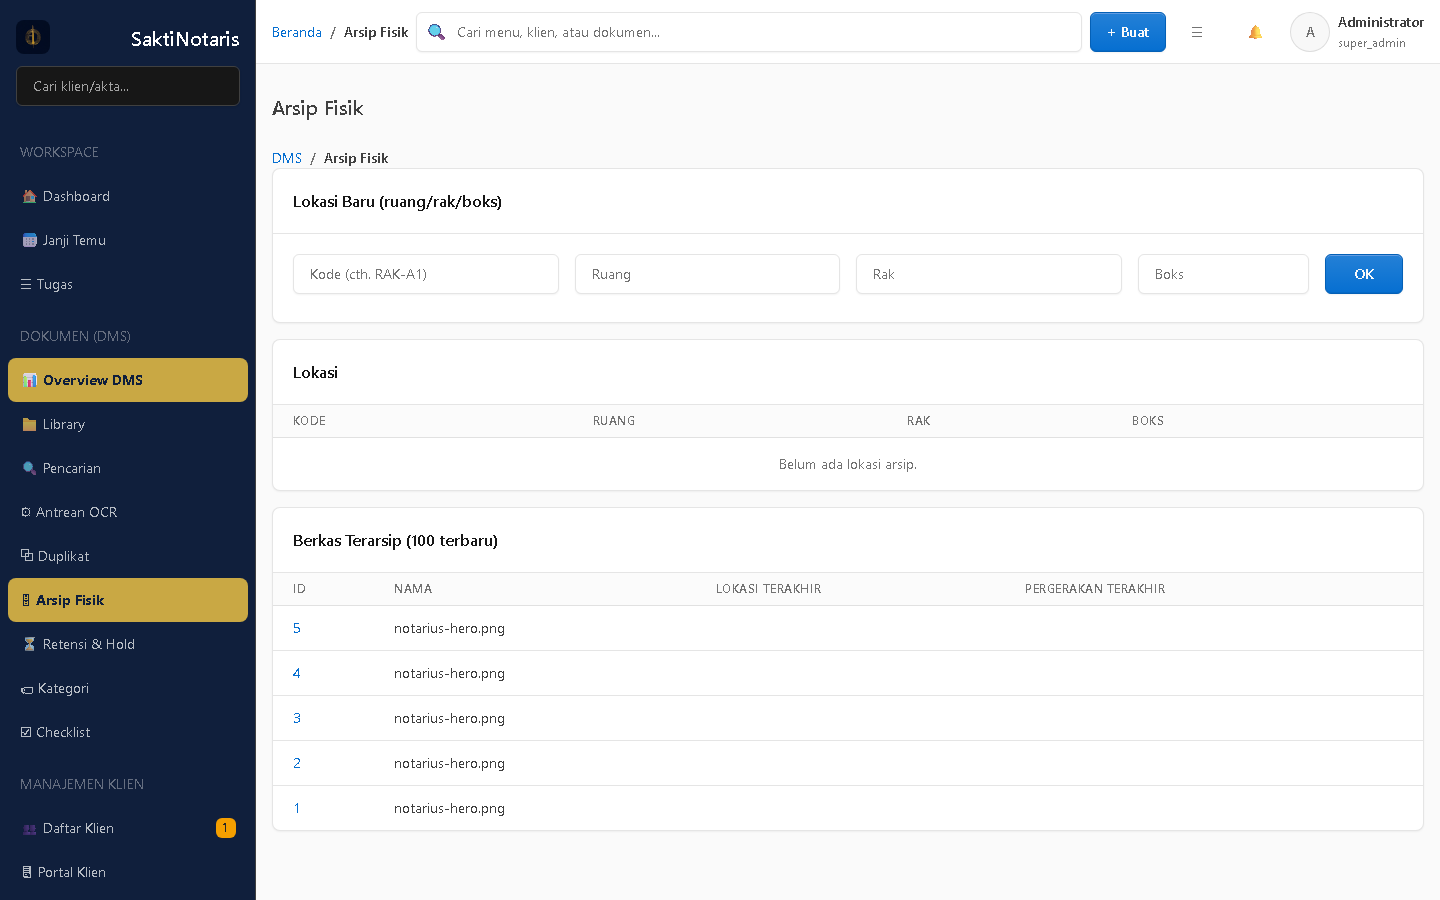 SaktiNotaris
Cari klien/akta...
WORKSPACE
Dashboard
Janji Temu
Tugas
DOKUMEN (DMS)
Overview DMS
Library
Pencarian
Antrean OCR
Duplikat
Arsip Fisik
Retensi & Hold
Kategori
Checklist
MANAJEMEN KLIEN
Daftar Klien 1
Portal Klien
Beranda / Arsip Fisik
Cari menu, klien, atau dokumen...
+ Buat
A
Administrator
super_admin
Arsip Fisik
DMS / Arsip Fisik
Lokasi Baru (ruang/rak/boks)
Kode (cth. RAK-A1) Ruang Rak Boks OK
Lokasi
KODE RUANG RAK BOKS
Belum ada lokasi arsip.
Berkas Terarsip (100 terbaru)
ID NAMA LOKASI TERAKHIR PERGERAKAN TERAKHIR
5 notarius-hero.png
4 notarius-hero.png
3 notarius-hero.png
2 notarius-hero.png
1 notarius-hero.png